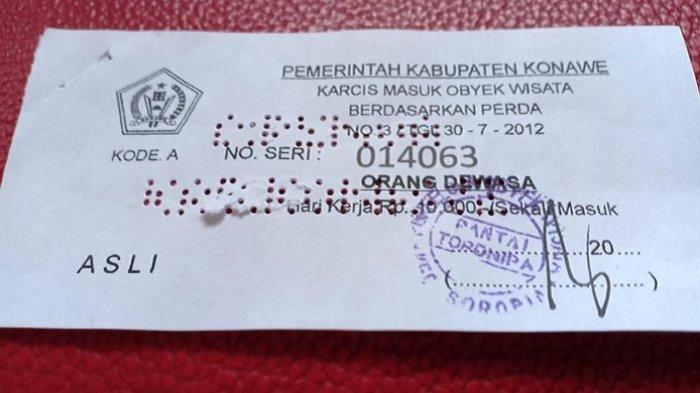 PEMERINTAH KABUPATEN KONAWE
KARCIS MASUK OBYEK WISATA
BERDASARKAN PERDA
NO. 3 / TGL 30 - 7 - 2012
KODE. A
NO. SERI : 014063
ORANG DEWASA
Hari Kerja Rp. 10.000,-/Sekali Masuk
PANTAI
TORONIPA
20
ASLI